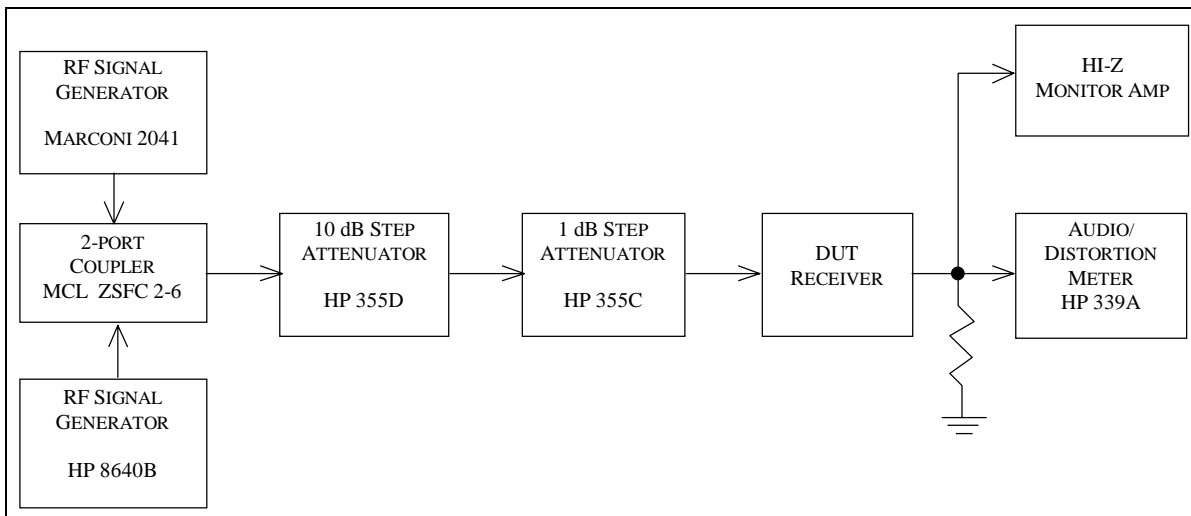 RF SIGNAL
GENERATOR
MARCONI 2041
2-PORT
COUPLER
MCL ZSFC 2-6
RF SIGNAL
GENERATOR
HP 8640B
10 dB STEP
ATTENUATOR
HP 355D
1 dB STEP
ATTENUATOR
HP 355C
DUT
RECEIVER
HI-Z
MONITOR AMP
AUDIO/
DISTORTION
METER
HP 339A